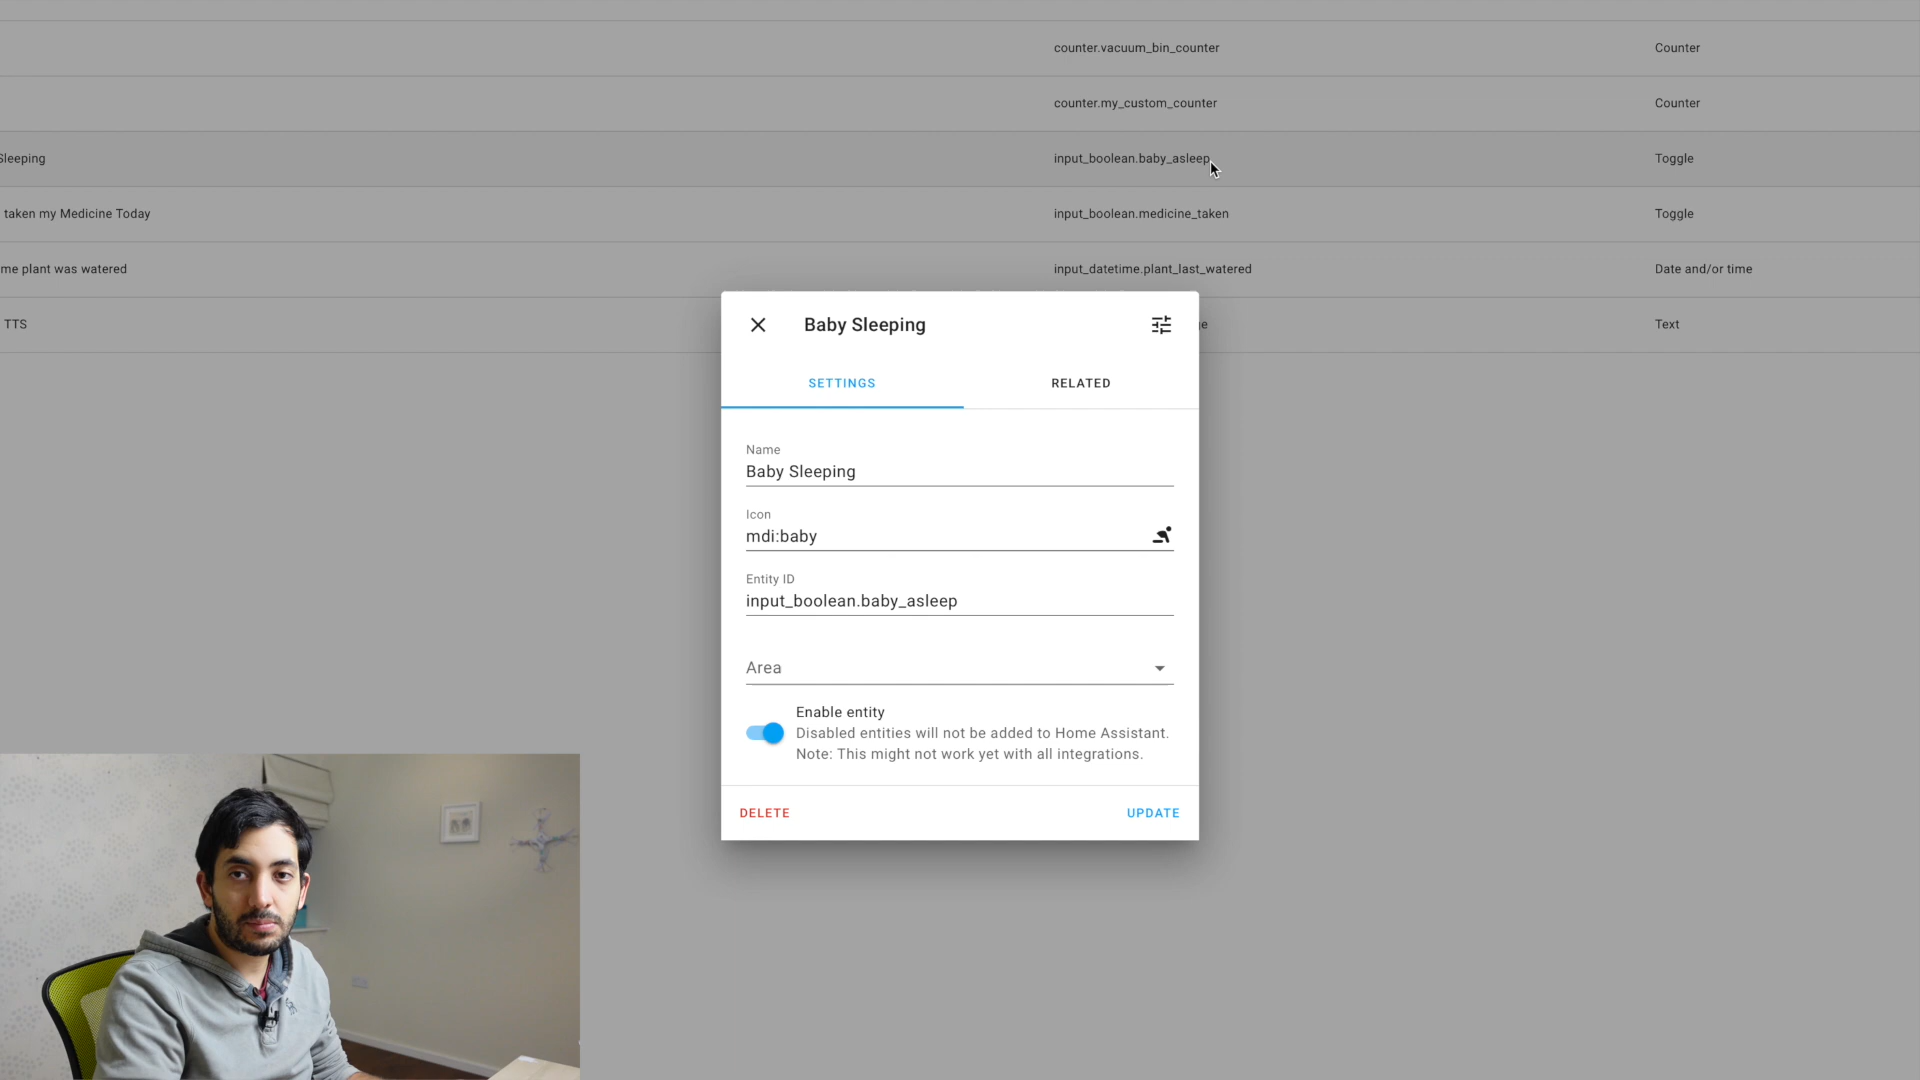 counter.vacuum_bin_counter Counter
counter.my_custom_counter Counter
Sleeping input_boolean.baby_asleep Toggle
taken my Medicine Today input_boolean.medicine_taken Toggle
me plant was watered input_datetime.plant_last_watered Date and/or time
TTS Text
Baby Sleeping
SETTINGS RELATED
Name
Baby Sleeping
Icon
mdi:baby
Entity ID
input_boolean.baby_asleep
Area
Enable entity
Disabled entities will not be added to Home Assistant.
Note: This might not work yet with all integrations.
DELETE UPDATE